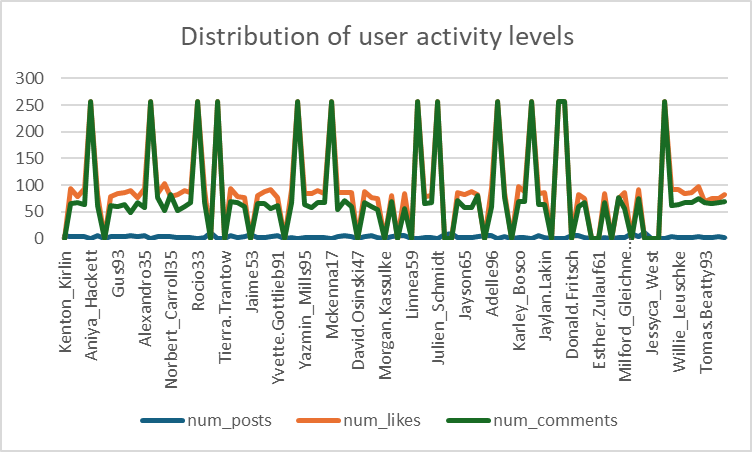 Distribution of user activity levels
300
250
200
150
100
50
0
Kenton_Kirlin
Aniya_Hackett
Gus93
Alexandro35
Norbert_Carroll35
Rocio33
Tierra.Trantow
Jaime53
Yvette.Gottlieb91
Yazmin_Mills95
Mckenna17
David.Osinski47
Morgan.Kassulke
Linnea59
Julien_Schmidt
Jayson65
Adelle96
Karley_Bosco
Jaylan.Lakin
Donald.Fritsch
Esther.Zulauf61
Milford_Gleichne...
Jessyca_West
Willie_Leuschke
Tomas.Beatty93
num_posts
num_likes
num_comments